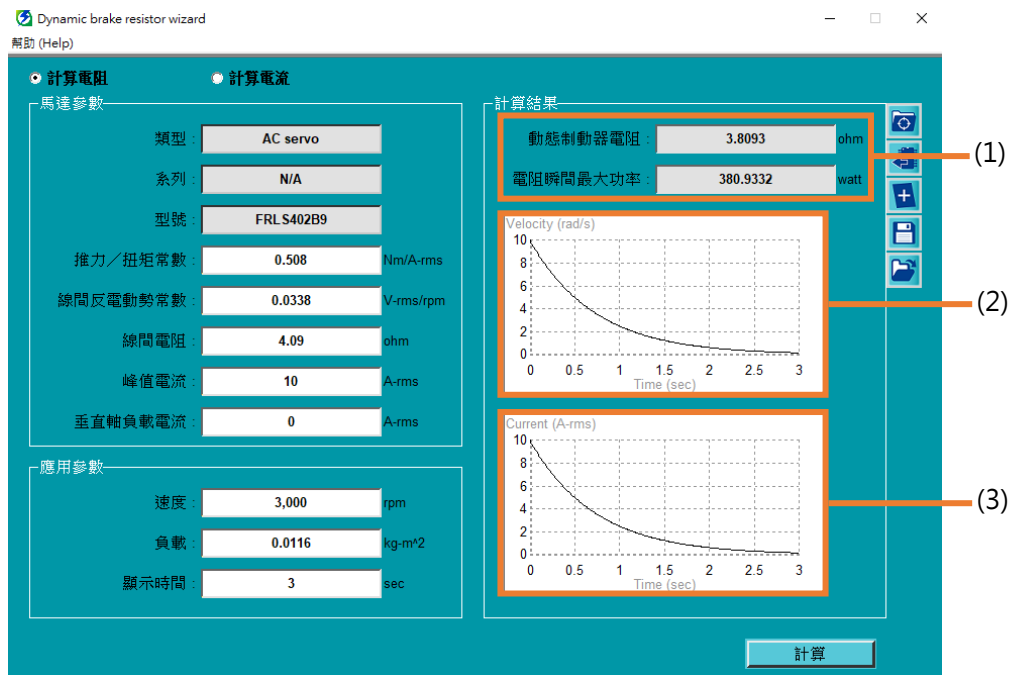 Dynamic brake resistor wizard
幫助 (Help)
計算電阻 計算電流
馬達參數
類型 : AC servo
系列 : N/A
型號 : FRLS402B9
推力／扭矩常數 : 0.508 Nm/A-rms
線間反電動勢常數 : 0.0338 V-rms/rpm
線間電阻 : 4.09 ohm
峰值電流 : 10 A-rms
垂直軸負載電流 : 0 A-rms
應用參數
速度 : 3,000 rpm
負載 : 0.0116 kg-m^2
顯示時間 : 3 sec
計算結果
動態制動器電阻 : 3.8093 ohm
電阻瞬間最大功率 : 380.9332 watt
(1)
Velocity (rad/s)
10
8
6
4
2
0
0 0.5 1 1.5 2 2.5 3
Time (sec)
(2)
Current (A-rms)
10
8
6
4
2
0
0 0.5 1 1.5 2 2.5 3
Time (sec)
(3)
計算